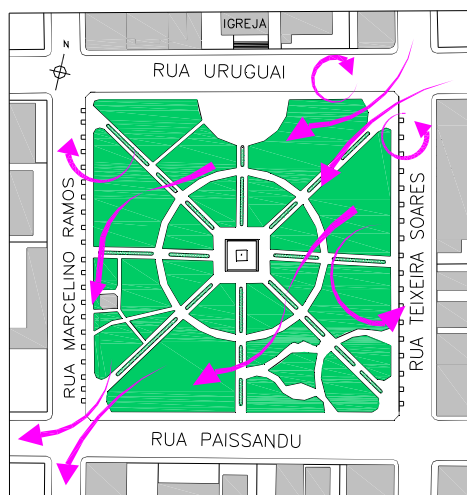 IGREJA
N
RUA URUGUAI
RUA MARCELINO RAMOS
RUA TEIXEIRA SOARES
RUA PAISSANDU